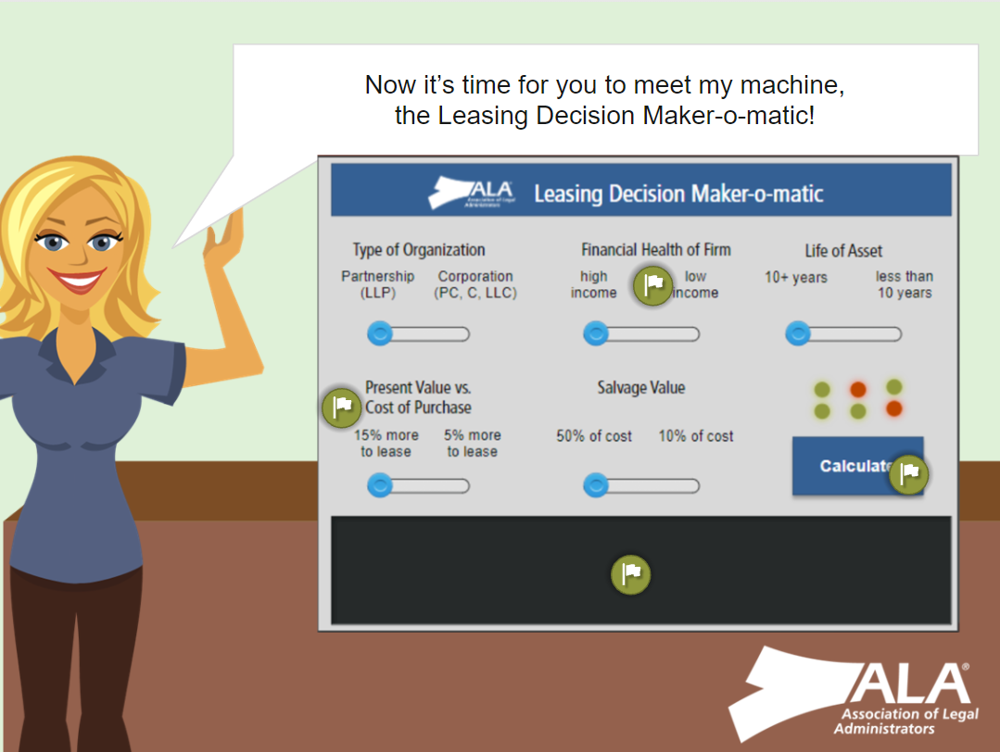 Now it's time for you to meet my machine,
the Leasing Decision Maker-o-matic!
ALA
Association of Legal
Administrators
Leasing Decision Maker-o-matic
Type of Organization
Partnership
(LLP)
Corporation
(PC, C, LLC)
Financial Health of Firm
high
income
low
income
Life of Asset
10+ years
less than
10 years
Present Value vs.
Cost of Purchase
15% more
to lease
5% more
to lease
Salvage Value
50% of cost
10% of cost
Calculate
ALA®
Association of Legal
Administrators